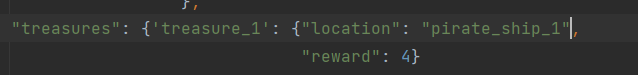 },
"treasures": {'treasure_1': {"location": "pirate_ship_1",
"reward": 4}